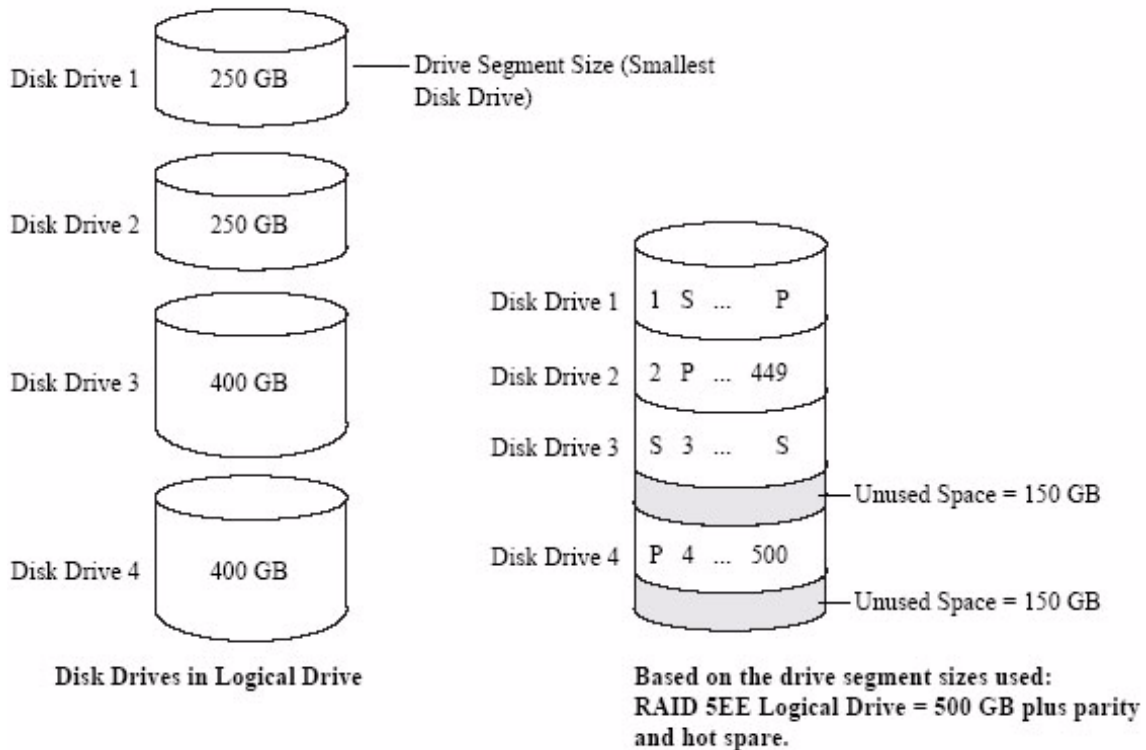 Disk Drive 1
250 GB
Drive Segment Size (Smallest
Disk Drive)
Disk Drive 2
250 GB
Disk Drive 3
400 GB
Disk Drive 4
400 GB
Disk Drives in Logical Drive
Disk Drive 1
1 S ... P
Disk Drive 2
2 P ... 449
Disk Drive 3
S 3 ... S
Unused Space = 150 GB
Disk Drive 4
P 4 ... 500
Unused Space = 150 GB
Based on the drive segment sizes used:
RAID 5EE Logical Drive = 500 GB plus parity
and hot spare.